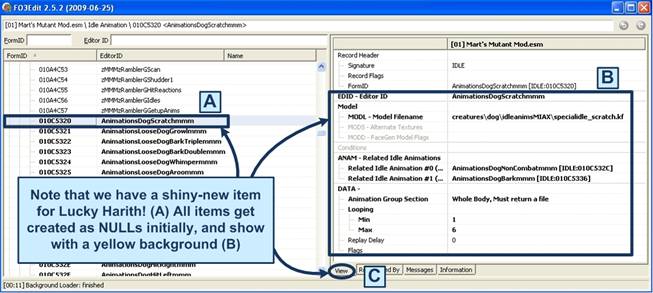 FO3Edit 2.5.2 (2009-06-25)
[01] Mart's Mutant Mod.esm \ Idle Animation \ 010C5320 <AnimationsDogScratchmmm>
FormID Editor ID
FormID EditorID Name
010A4C53 zMMMzRamblerGScan
010A4C54 zMMMzRamblerGShudder1
010A4C55 zMMMzRamblerGHitReactions
010A4C56 zMMMzRamblerGIdles
010A4C57 zMMMzRamblerGGetupAnims
010C5320 AnimationsDogScratchmmm
010C5321 AnimationsLooseDogGrowlmmm
010C5322 AnimationsLooseDogBarkTriplemmm
010C5323 AnimationsLooseDogBarkDoublemmm
010C5324 AnimationsLooseDogWhimpermmm
010C5325 AnimationsLooseDogAroommm
A
Note that we have a shiny-new item
for Lucky Harith! (A) All items get
created as NULLs initially, and show
with a yellow background (B)
010C532E
[00:11] Background Loader: finished
[01] Mart's Mutant Mod.esm
Record Header
Signature IDLE
Record Flags
FormID AnimationsDogScratchmmm [IDLE:010C5320]
B
EDID - Editor ID AnimationsDogScratchmmm
Model
MODL - Model Filename creatures\dog\idleanimsMIAX\specialidle_scratch.kf
MODS - Alternate Textures
MODD - FaceGen Model Flags
Conditions
ANAM - Related Idle Animations
Related Idle Animation #0 (... AnimationsDogNonCombatmmm [IDLE:010C532C]
Related Idle Animation #1 (... AnimationsDogBarkmmm [IDLE:010C5336]
DATA -
Animation Group Section Whole Body, Must return a file
Looping
Min 1
Max 6
Replay Delay 0
Flags
View By Messages Information
C